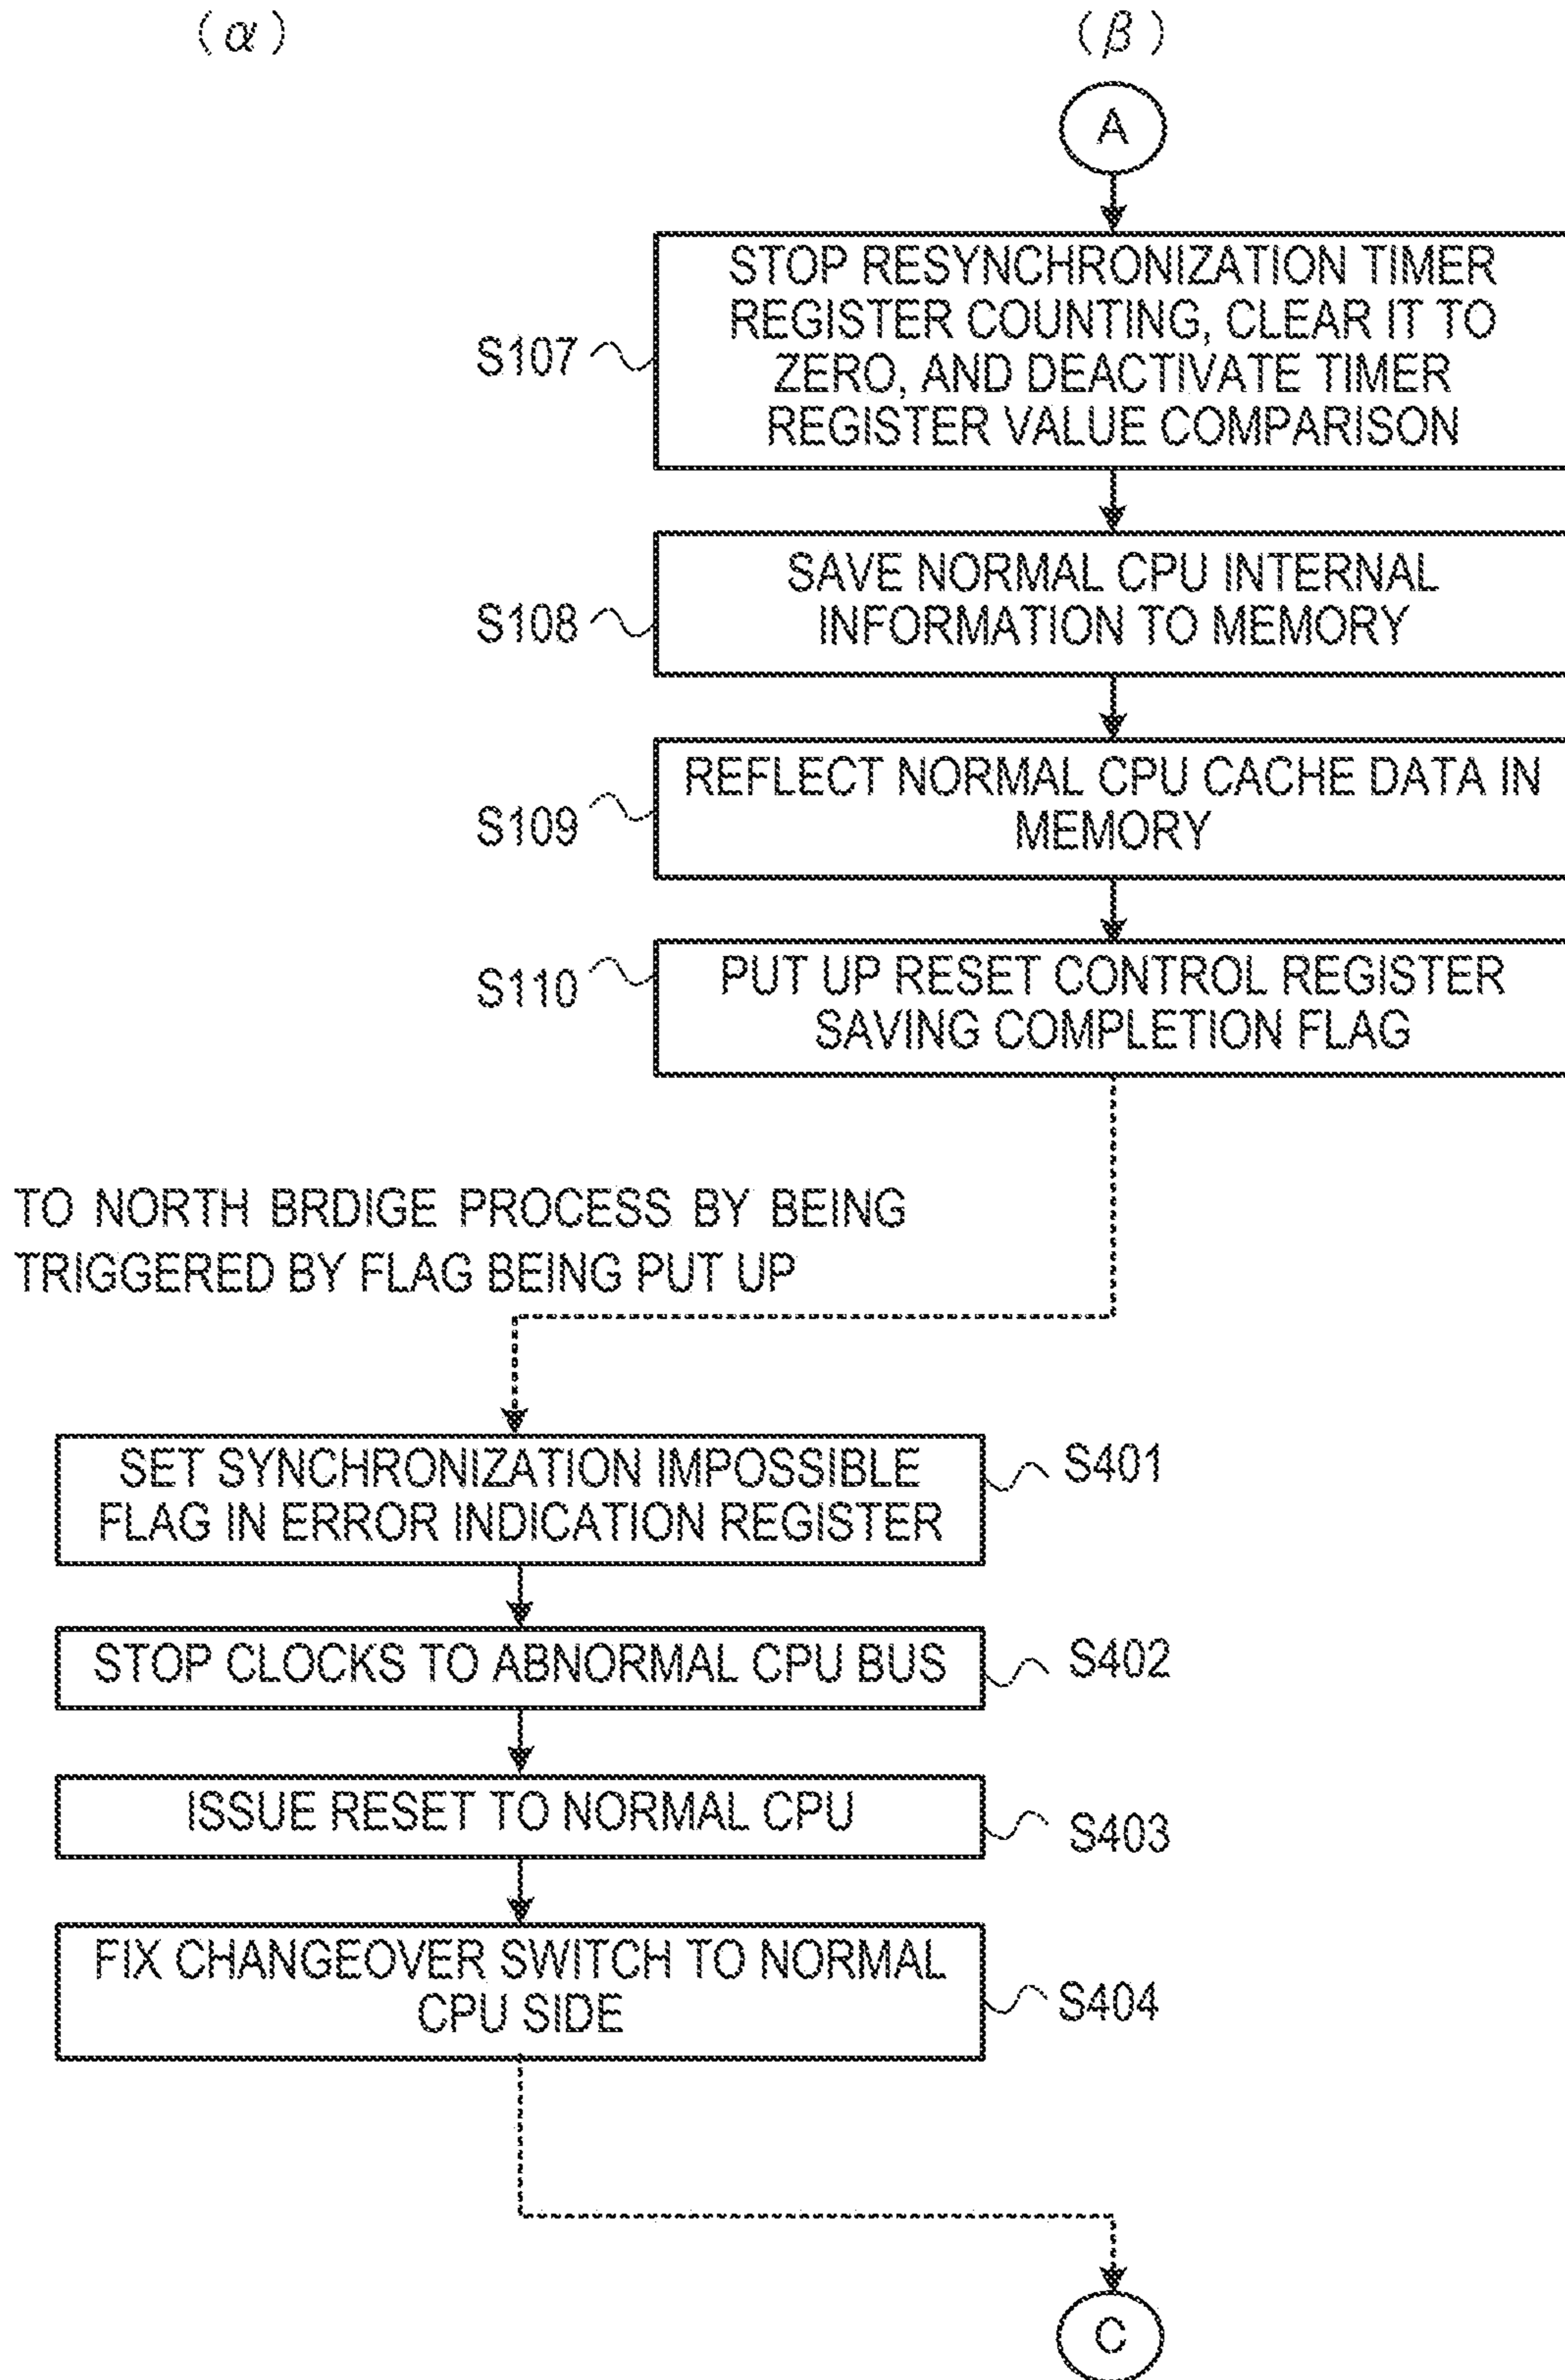 (α)
(β)
A
STOP RESYNCHRONIZATION TIMER
REGISTER COUNTING, CLEAR IT TO
ZERO, AND DEACTIVATE TIMER
REGISTER VALUE COMPARISON
S107
SAVE NORMAL CPU INTERNAL
INFORMATION TO MEMORY
S108
REFLECT NORMAL CPU CACHE DATA IN
MEMORY
S109
PUT UP RESET CONTROL REGISTER
SAVING COMPLETION FLAG
S110
TO NORTH BRDIGE PROCESS BY BEING
TRIGGERED BY FLAG BEING PUT UP
SET SYNCHRONIZATION IMPOSSIBLE
FLAG IN ERROR INDICATION REGISTER
S401
STOP CLOCKS TO ABNORMAL CPU BUS
S402
ISSUE RESET TO NORMAL CPU
S403
FIX CHANGEOVER SWITCH TO NORMAL
CPU SIDE
S404
C